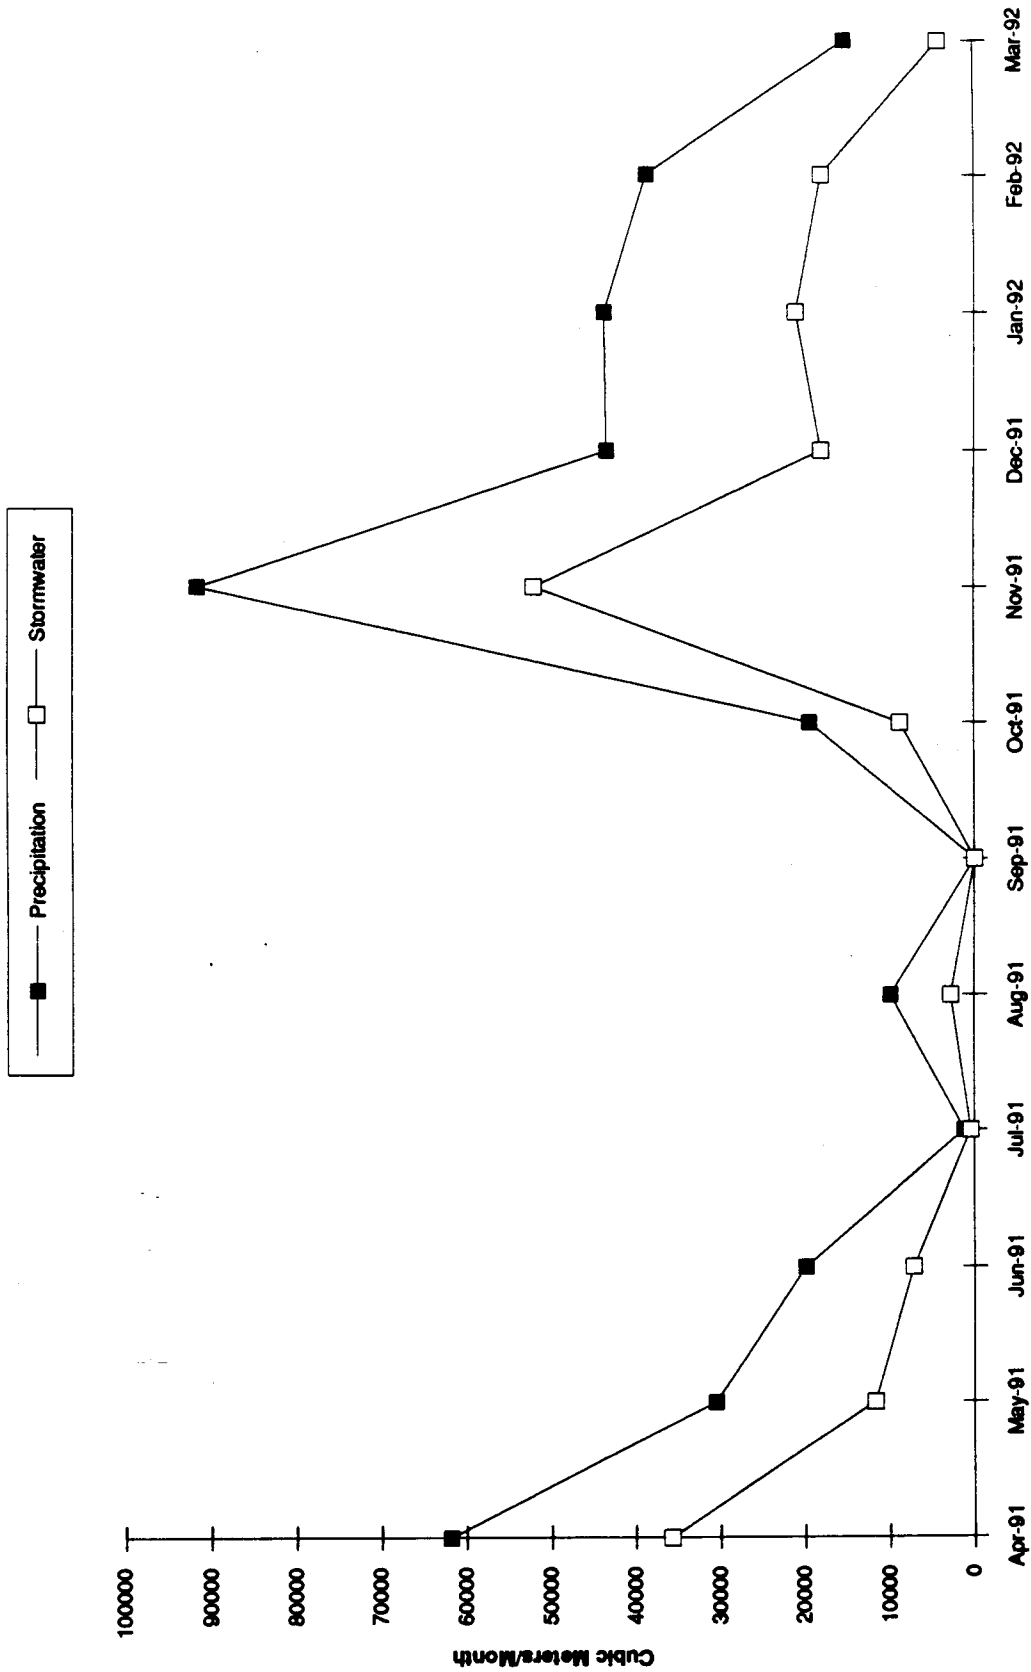 Precipitation
Stormwater
Cubic Meters/Month
100000
90000
80000
70000
60000
50000
40000
30000
20000
10000
0
Apr-91
May-91
Jun-91
Jul-91
Aug-91
Sep-91
Oct-91
Nov-91
Dec-91
Jan-92
Feb-92
Mar-92